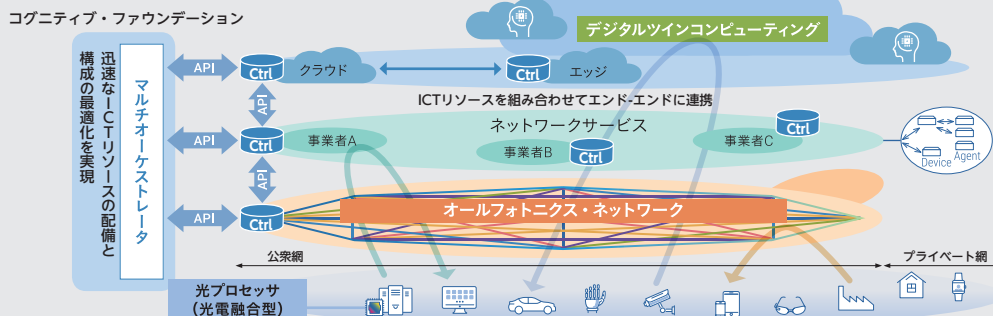 コグニティブ・ファウンデーション
迅速なICTリソースの配備と
構成の最適化を実現
マルチオーケストレータ
API
API
API
API
API
Ctrl
クラウド
Ctrl
エッジ
デジタルツインコンピューティング
ICTリソースを組み合わせてエンド-エンドに連携
ネットワークサービス
Ctrl
事業者A
事業者B
Ctrl
事業者C
Ctrl
Device
Agent
Ctrl
オールフォトニクス・ネットワーク
公衆網
プライベート網
光プロセッサ
(光電融合型)